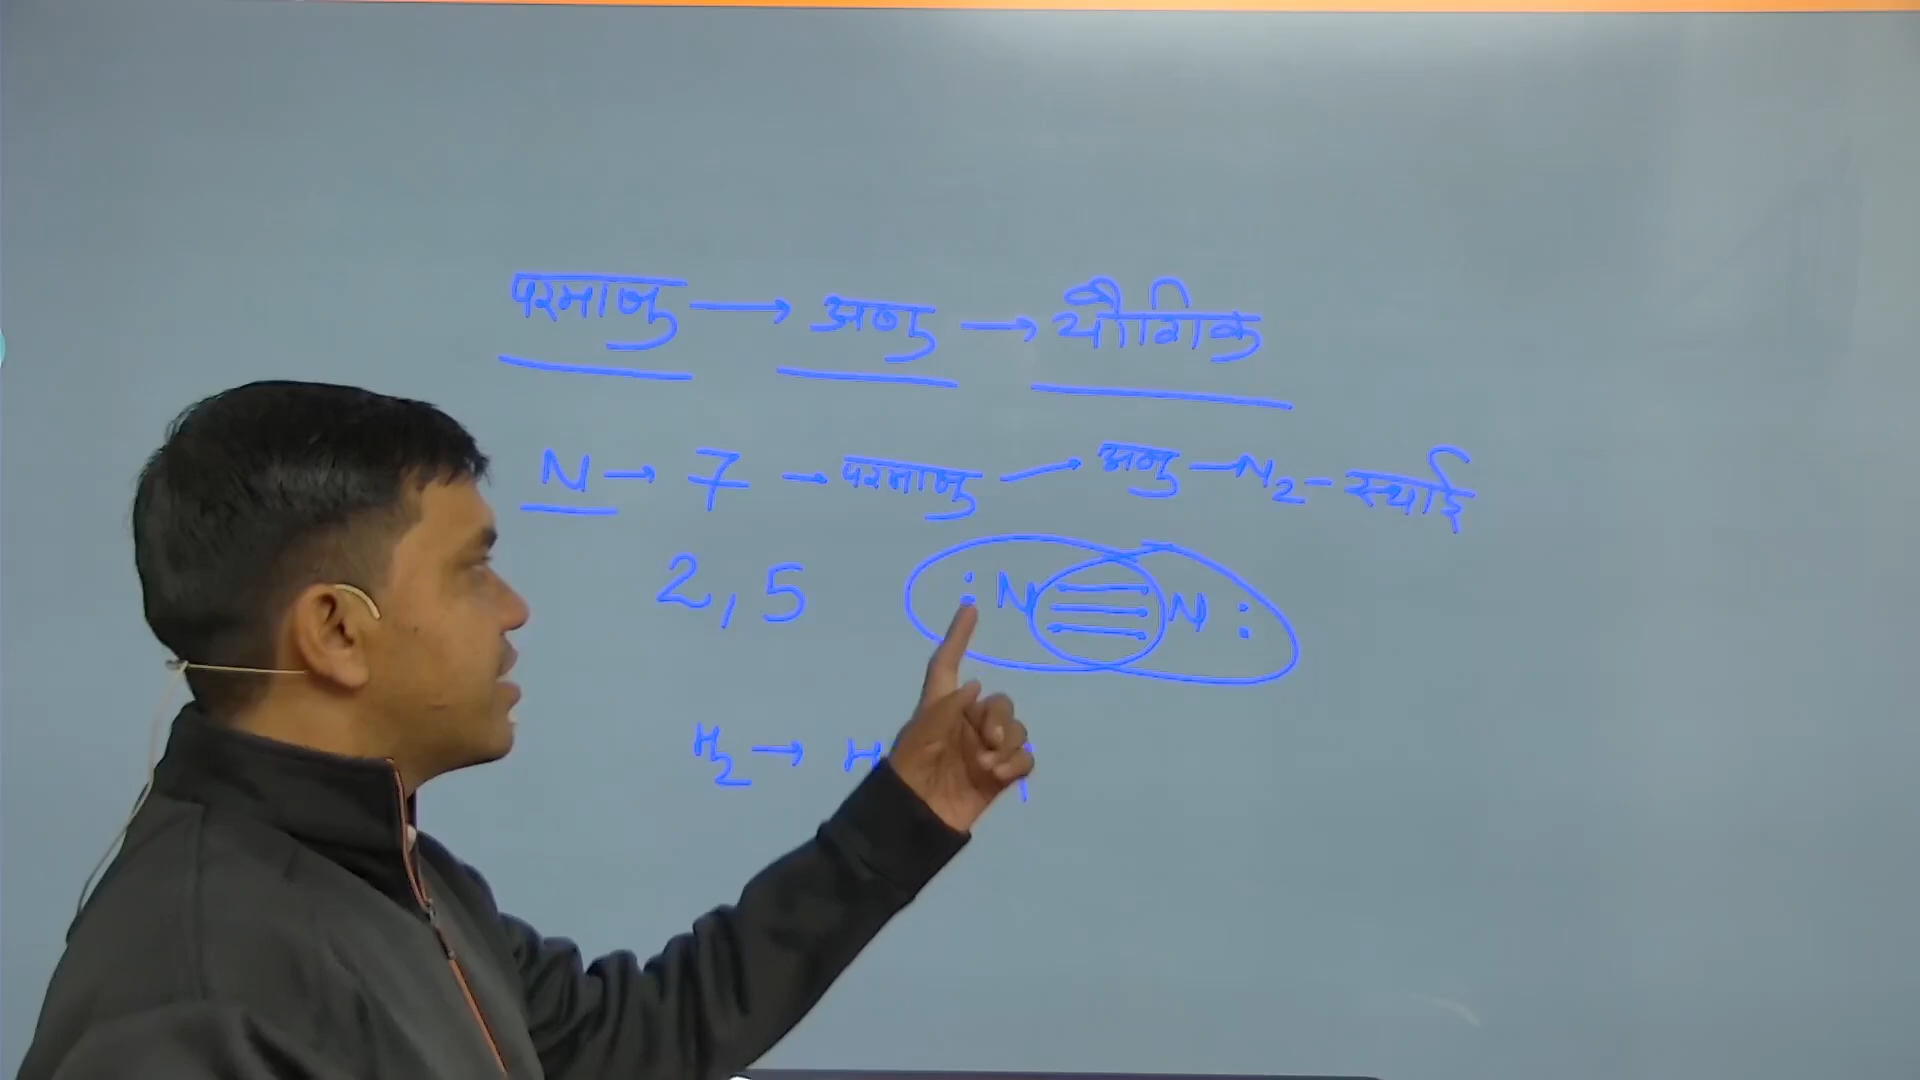 परमाणु → अणु → यौगिक
N → 7 → परमाणु → अणु → N₂ - स्थाई
2, 5 :N≡N:
H₂ → H